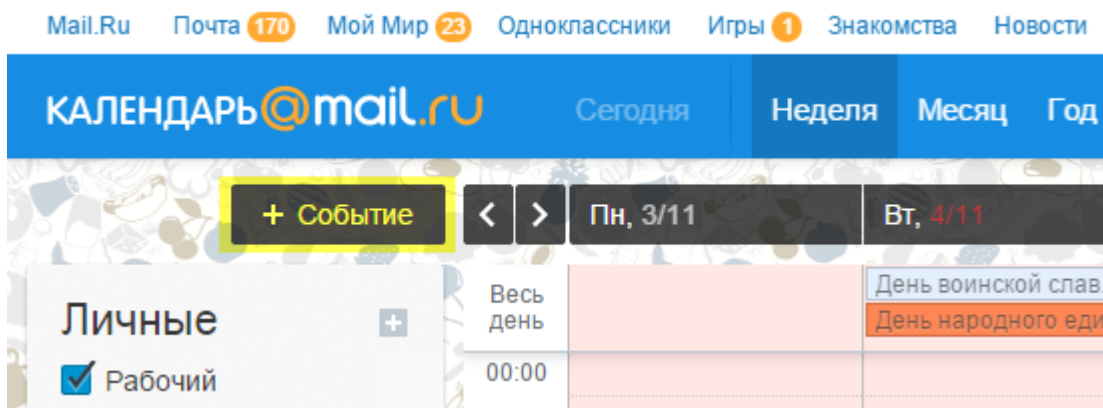 Mail.Ru Почта 170 Мой Мир 23 Одноклассники Игры 1 Знакомства Новости
календарь@mail.ru Сегодня Неделя Месяц Год
+ Событие < > Пн, 3/11 Вт, 4/11
Личные +
Рабочий
Весь
день
День воинской слав
День народного еди
00:00